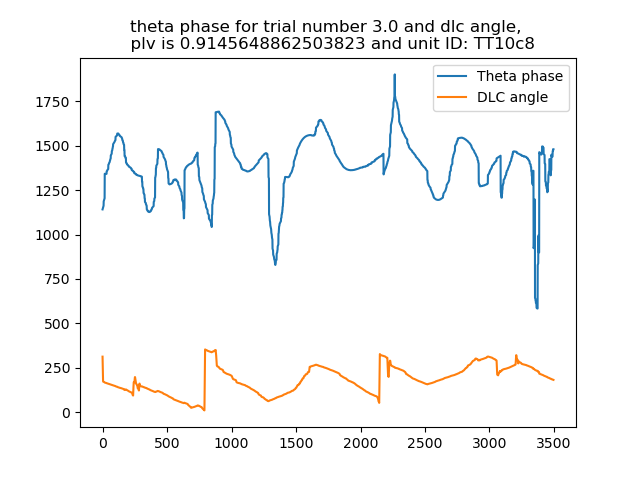 theta phase for trial number 3.0 and dlc angle,
plv is 0.9145648862503823 and unit ID: TT10c8
Theta phase
DLC angle
1750
1500
1250
1000
750
500
250
0
0 500 1000 1500 2000 2500 3000 3500